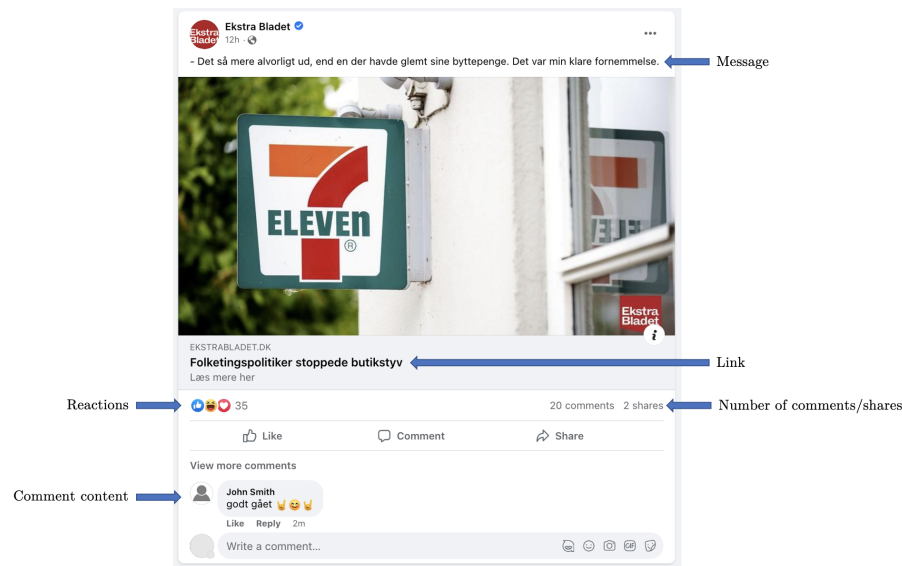 Ekstra Bladet
Ekstra
Bladet
12h
- Det så mere alvorligt ud, end en der havde glemt sine byttepenge. Det var min klare fornemmelse.
Message
7
ELEVEN
®
Ekstra
Bladet
i
EKSTRABLADET.DK
Folketingspolitiker stoppede butikstyv
Link
Læs mere her
Reactions
35
20 comments 2 shares
Number of comments/shares
Like Comment Share
View more comments
Comment content
John Smith
godt gået 🤘😊🤘
Like Reply 2m
Write a comment...
GIF